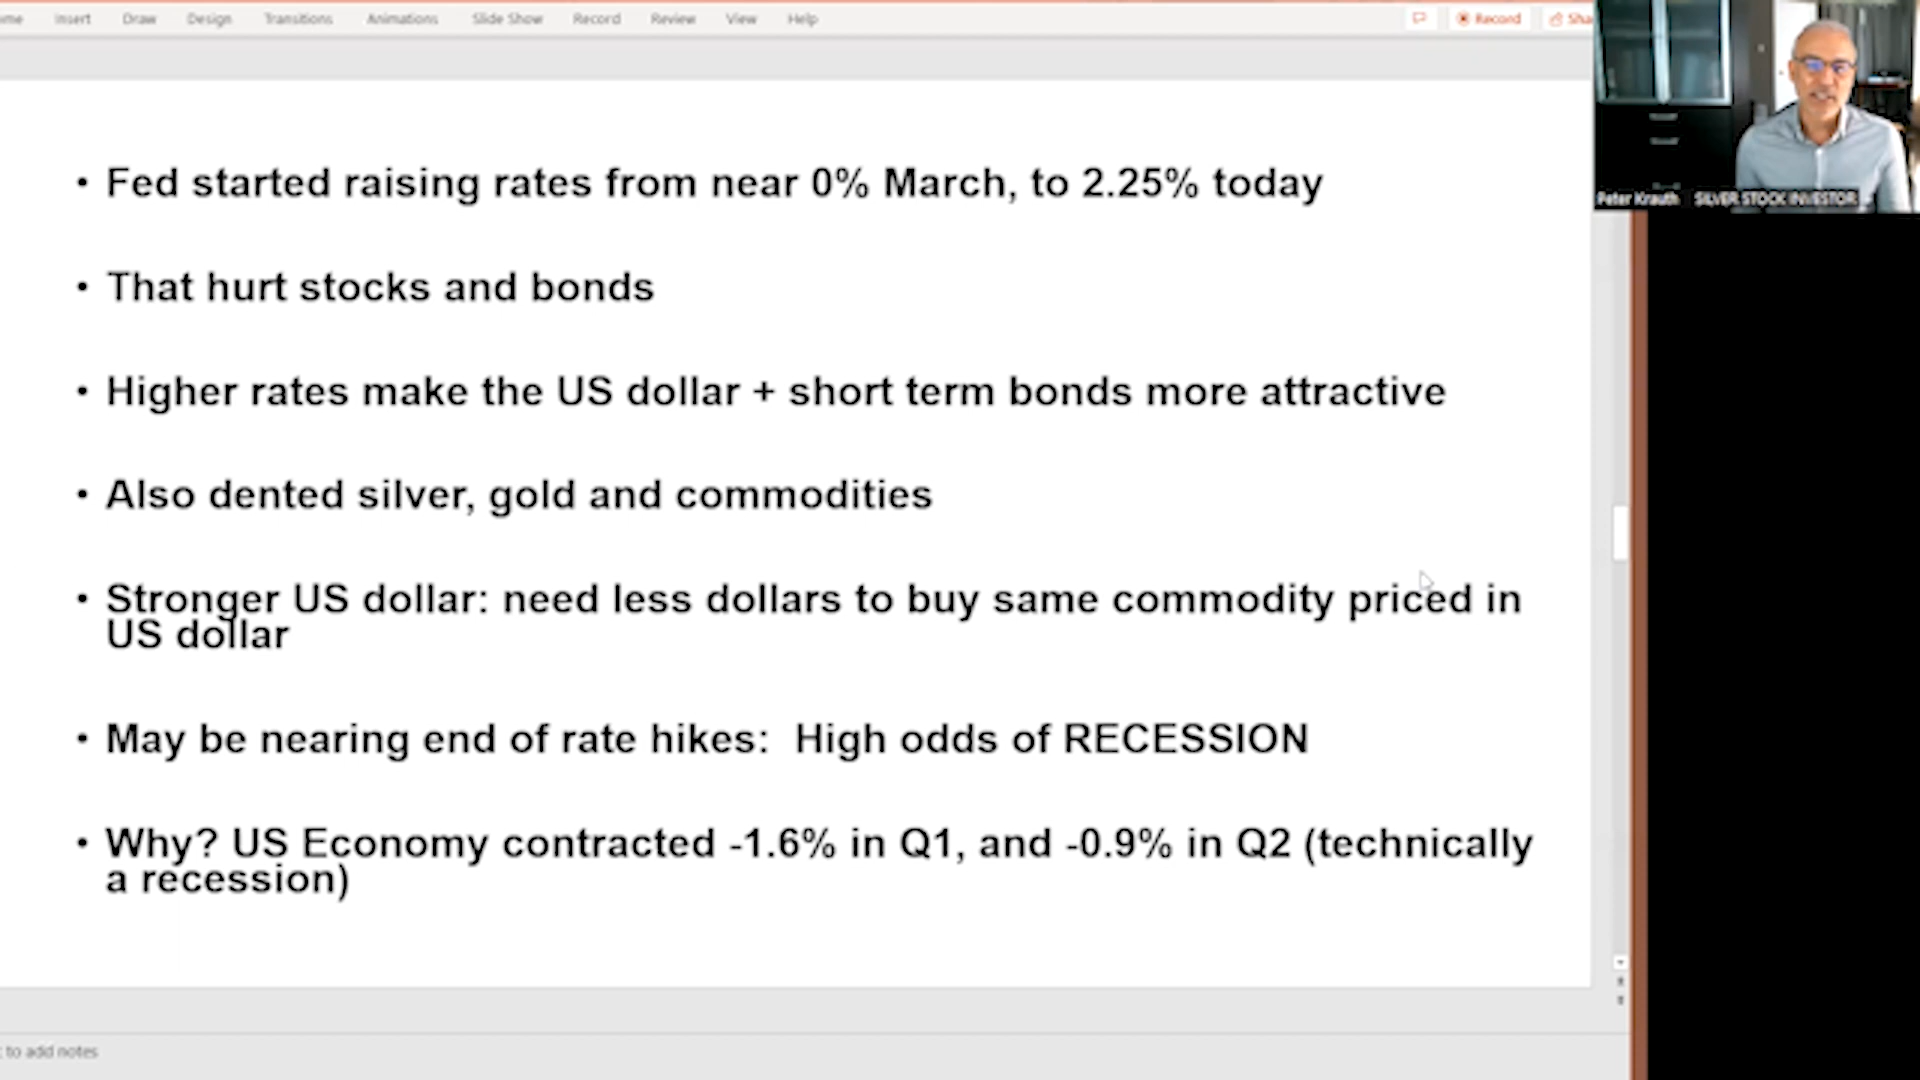 Insert Draw Design Transitions Animations Slide Show Record Review View Help Record
Peter Krauth SILVER STOCK INVESTOR
• Fed started raising rates from near 0% March, to 2.25% today
• That hurt stocks and bonds
• Higher rates make the US dollar + short term bonds more attractive
• Also dented silver, gold and commodities
• Stronger US dollar: need less dollars to buy same commodity priced in
US dollar
• May be nearing end of rate hikes: High odds of RECESSION
• Why? US Economy contracted -1.6% in Q1, and -0.9% in Q2 (technically
a recession)
to add notes